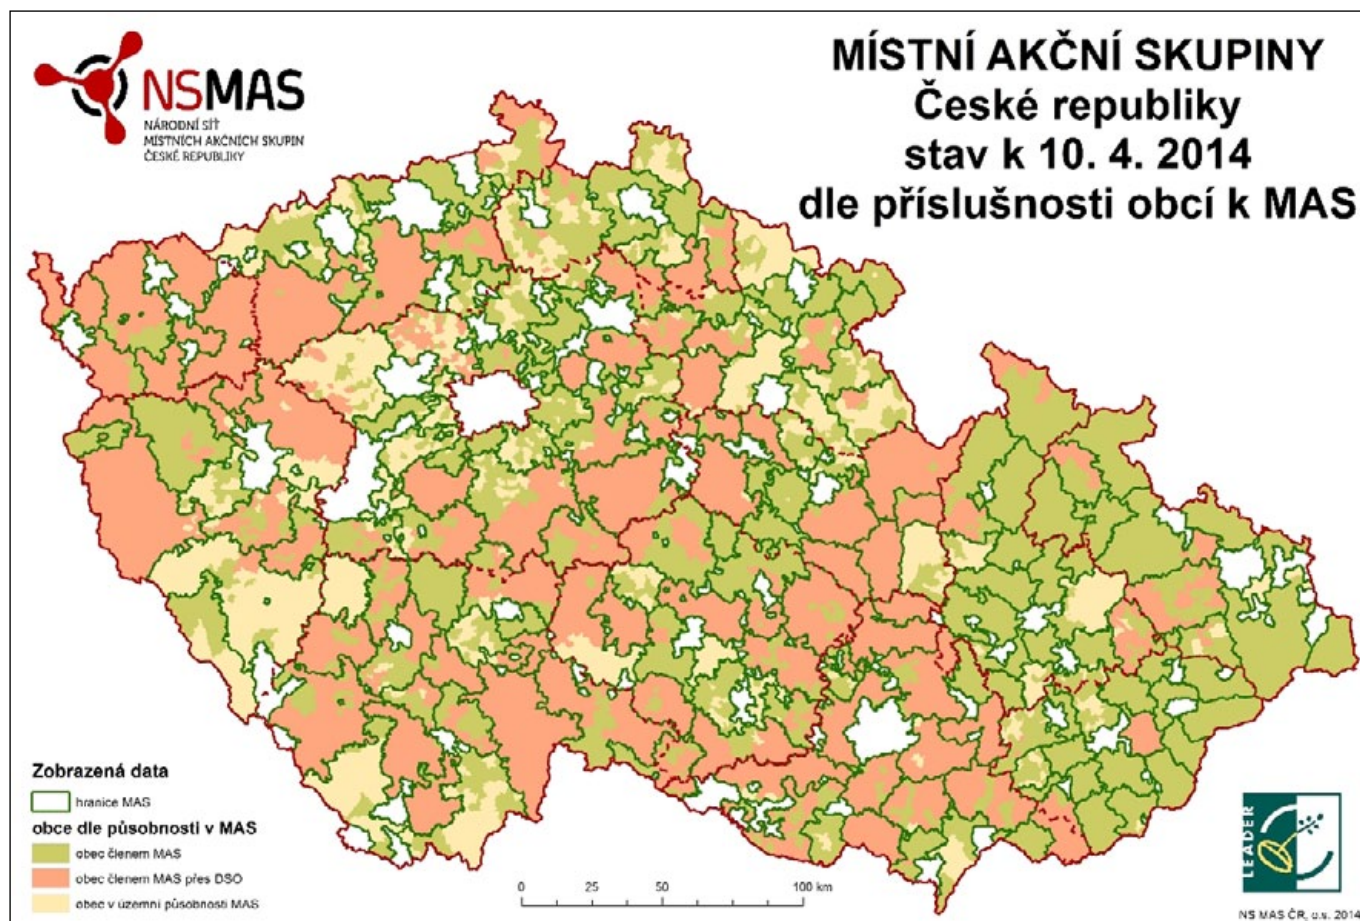 NSMAS
NÁRODNÍ SÍŤ
MÍSTNÍCH AKČNÍCH SKUPIN
ČESKÉ REPUBLIKY
MÍSTNÍ AKČNÍ SKUPINY
České republiky
stav k 10. 4. 2014
dle příslušnosti obcí k MAS
Zobrazená data
hranice MAS
obce dle působnosti v MAS
obec členem MAS
obec členem MAS přes DSO
obec v územní působnosti MAS
0 25 50 100 km
LEADER
NS MAS ČR, o.s. 2014